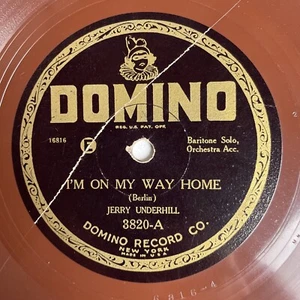 DOMINO
REG. U.S. PAT. OFF.
16816
Baritone Solo,
Orchestra Acc.
I'M ON MY WAY HOME
(Berlin)
JERRY UNDERHILL
3820-A
DOMINO RECORD CO.
NEW YORK
MADE IN U.S.A.